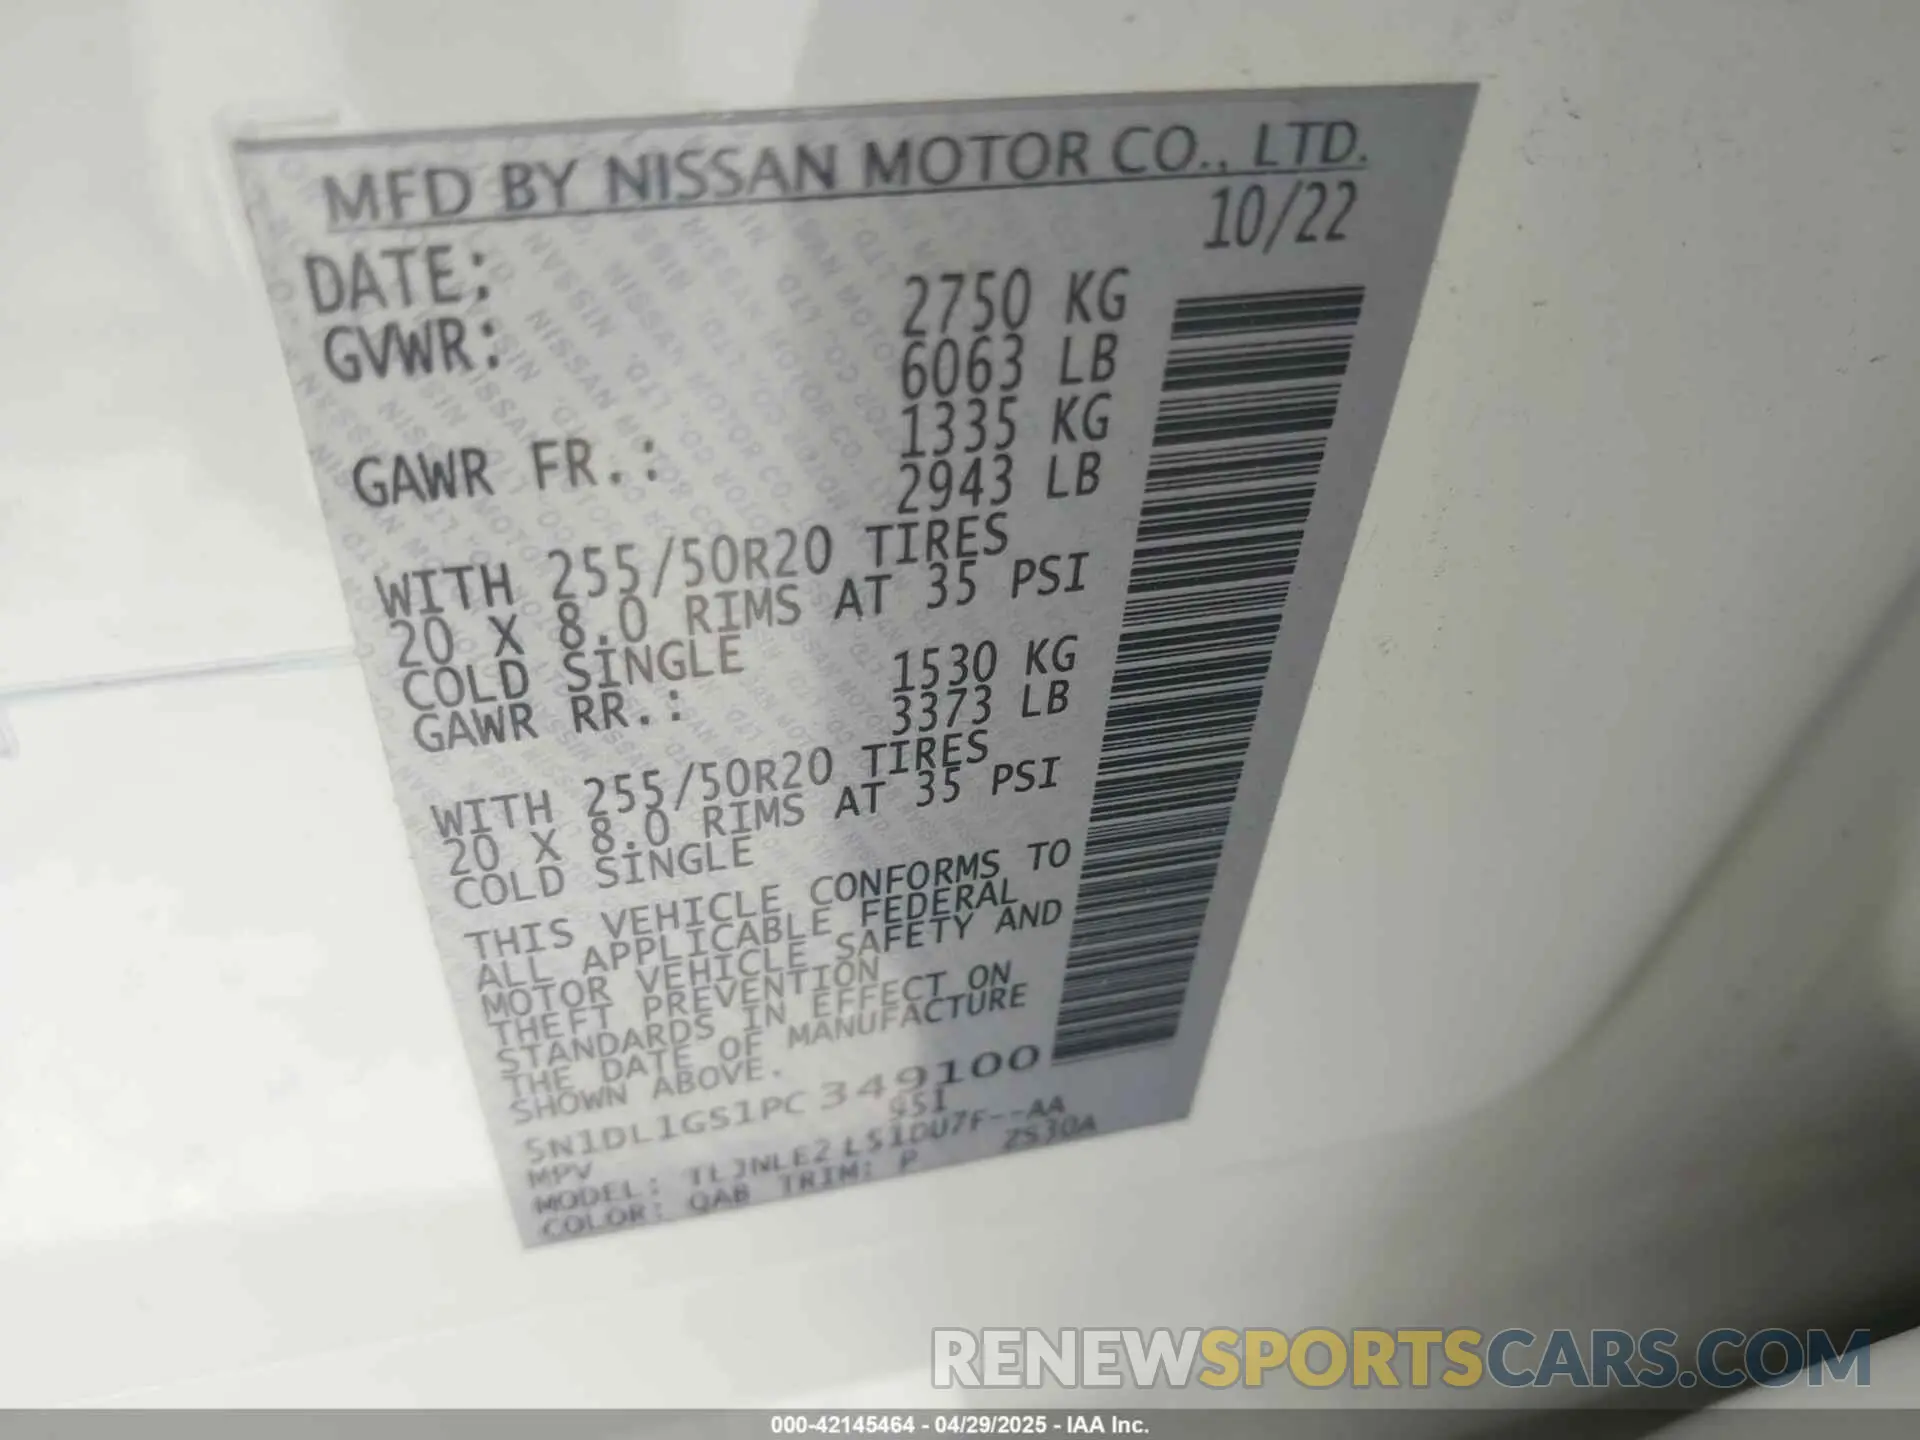 MFD BY NISSAN MOTOR CO., LTD.
DATE: 10/22
GVWR: 2750 KG
6063 LB
GAWR FR.: 1335 KG
2943 LB
WITH 255/50R20 TIRES
20 X 8.0 RIMS AT 35 PSI
COLD SINGLE
GAWR RR.: 1530 KG
3373 LB
WITH 255/50R20 TIRES
20 X 8.0 RIMS AT 35 PSI
COLD SINGLE
THIS VEHICLE CONFORMS TO
ALL APPLICABLE FEDERAL
MOTOR VEHICLE SAFETY AND
THEFT PREVENTION
STANDARDS IN EFFECT ON
THE DATE OF MANUFACTURE
SHOWN ABOVE.
5N1DL1GS1PC349100
MPV
MODEL:
COLOR: QAB TRIM: P
RENEWSPORTSCARS.COM
000-42145464 - 04/29/2025 - IAA Inc.